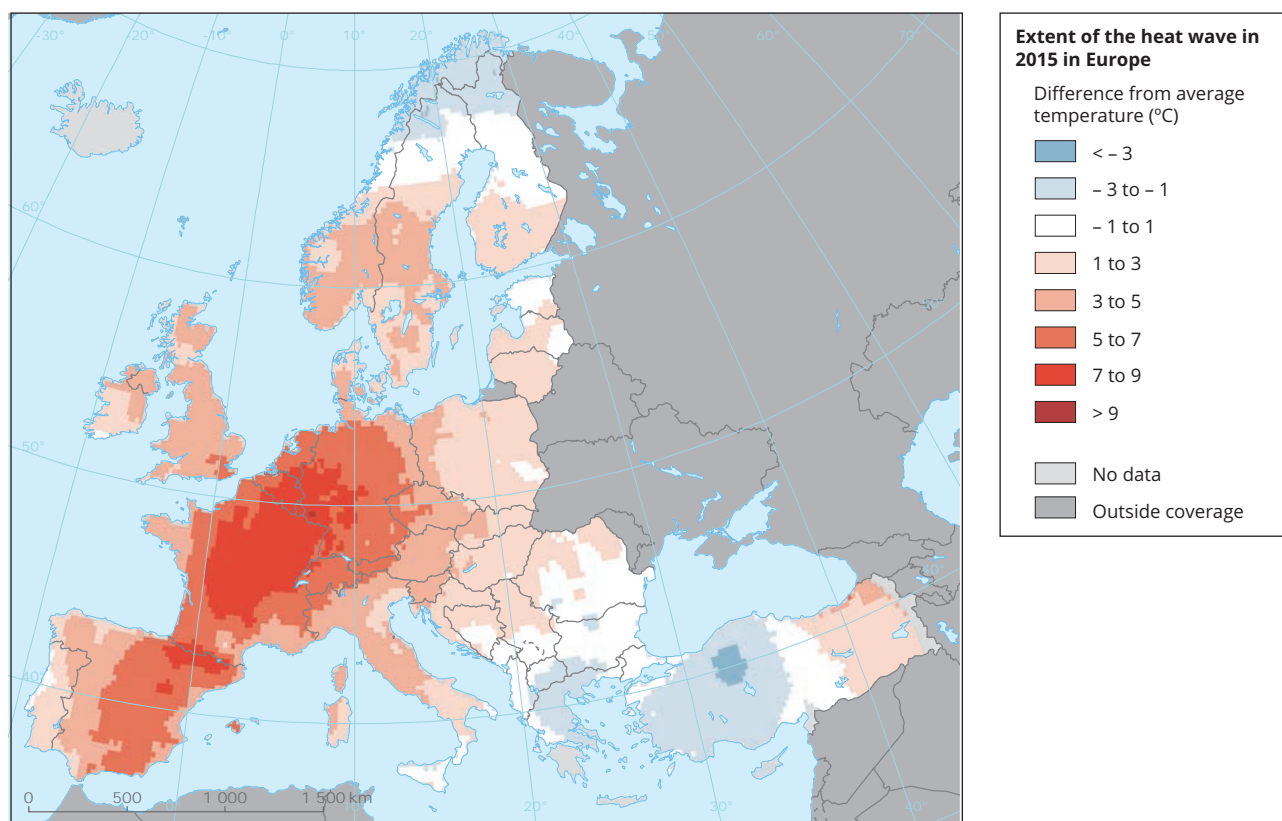 -30°
-20°
-10°
0°
10°
20°
30°
40°
50°
60°
70°
60°
50°
40°
40°
0
500
1 000
1 500 km
20°
30°
40°
Extent of the heat wave in
2015 in Europe
Difference from average
temperature (ºC)
< – 3
– 3 to – 1
– 1 to 1
1 to 3
3 to 5
5 to 7
7 to 9
> 9
No data
Outside coverage